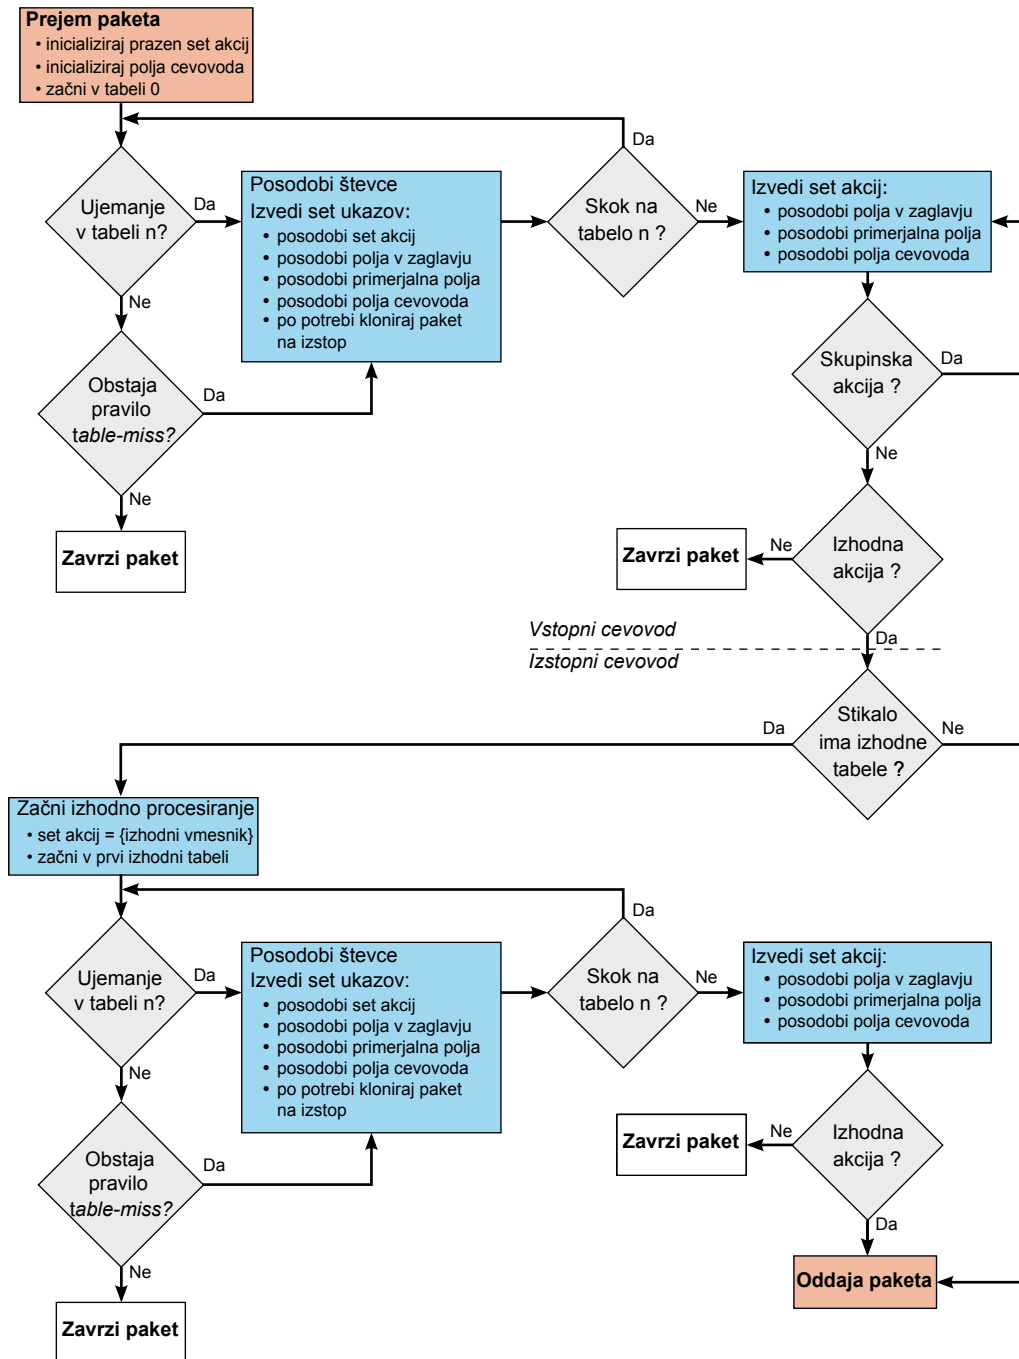 Prejem paketa
• inicializiraj prazen set akcij
• inicializiraj polja cevovoda
• začni v tabeli 0
Ujemanje
v tabeli n?
Da
Ne
Posodobi števce
Izvedi set ukazov:
• posodobi set akcij
• posodobi polja v zaglavju
• posodobi primerjalna polja
• posodobi polja cevovoda
• po potrebi kloniraj paket
na izstop
Skok na
tabelo n ?
Da
Ne
Izvedi set akcij:
• posodobi polja v zaglavju
• posodobi primerjalna polja
• posodobi polja cevovoda
Obstaja
pravilo
table-miss?
Da
Ne
Zavrzi paket
Skupinska
akcija ?
Da
Ne
Izhodna
akcija ?
Ne
Zavrzi paket
Da
Vstopni cevovod
Izstopni cevovod
Stikalo
ima izhodne
tabele ?
Da
Ne
Začni izhodno procesiranje
• set akcij = {izhodni vmesnik}
• začni v prvi izhodni tabeli
Ujemanje
v tabeli n?
Da
Ne
Posodobi števce
Izvedi set ukazov:
• posodobi set akcij
• posodobi polja v zaglavju
• posodobi primerjalna polja
• posodobi polja cevovoda
• po potrebi kloniraj paket
na izstop
Skok na
tabelo n ?
Da
Ne
Izvedi set akcij:
• posodobi polja v zaglavju
• posodobi primerjalna polja
• posodobi polja cevovoda
Obstaja
pravilo
table-miss?
Da
Ne
Zavrzi paket
Izhodna
akcija ?
Ne
Zavrzi paket
Da
Oddaja paketa